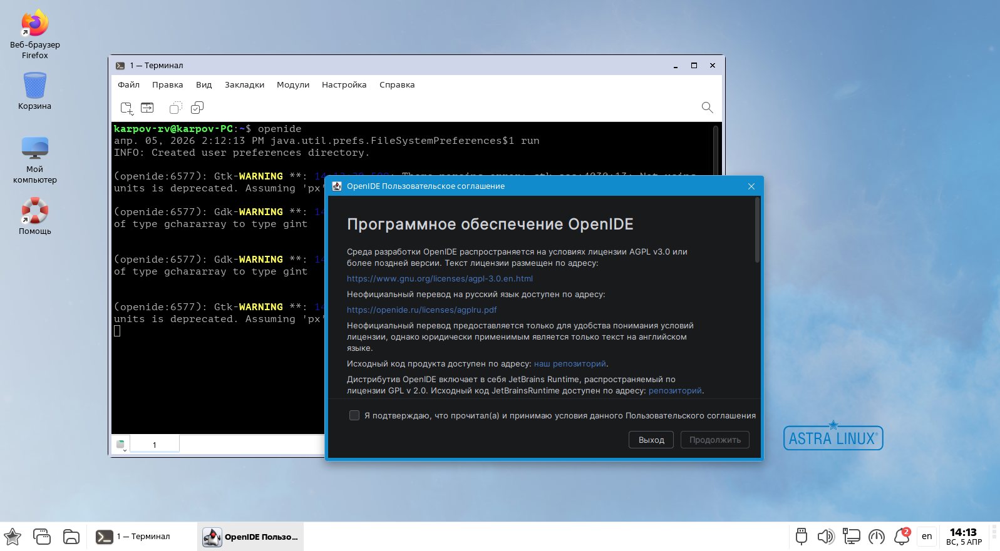 Веб-браузер
Firefox
Корзина
Мой
компьютер
Помощь
1 — Терминал
Файл Правка Вид Закладки Модули Настройка Справка
karpov-rv@karpov-PC:~$ openide
апр. 05, 2026 2:12:13 PM java.util.prefs.FileSystemPreferences$1 run
INFO: Created user preferences directory.
(openide:6577): Gtk-WARNING **: 14
units is deprecated. Assuming 'px'
(openide:6577): Gdk-WARNING **: 14
of type gchararray to type gint
(openide:6577): Gdk-WARNING **: 14
of type gchararray to type gint
(openide:6577): Gtk-WARNING **: 14
units is deprecated. Assuming 'px'
1
OpenIDE Пользовательское соглашение
Программное обеспечение OpenIDE
Среда разработки OpenIDE распространяется на условиях лицензии AGPL v3.0 или
более поздней версии. Текст лицензии размещен по адресу:
https://www.gnu.org/licenses/agpl-3.0.en.html
Неофициальный перевод на русский язык доступен по адресу:
https://openide.ru/licenses/agplru.pdf
Неофициальный перевод предоставляется только для удобства понимания условий
лицензии, однако юридически применимым является только текст на английском
языке.
Исходный код продукта доступен по адресу: наш репозиторий.
Дистрибутив OpenIDE включает в себя JetBrains Runtime, распространяемый по
лицензии GPL v 2.0. Исходный код JetBrainsRuntime доступен по адресу: репозиторий.
Я подтверждаю, что прочитал(а) и принимаю условия данного Пользовательского соглашения
Выход Продолжить
ASTRA LINUX®
1 — Терминал
OpenIDE Пользо...
2
en
14:13
ВС, 5 АПР